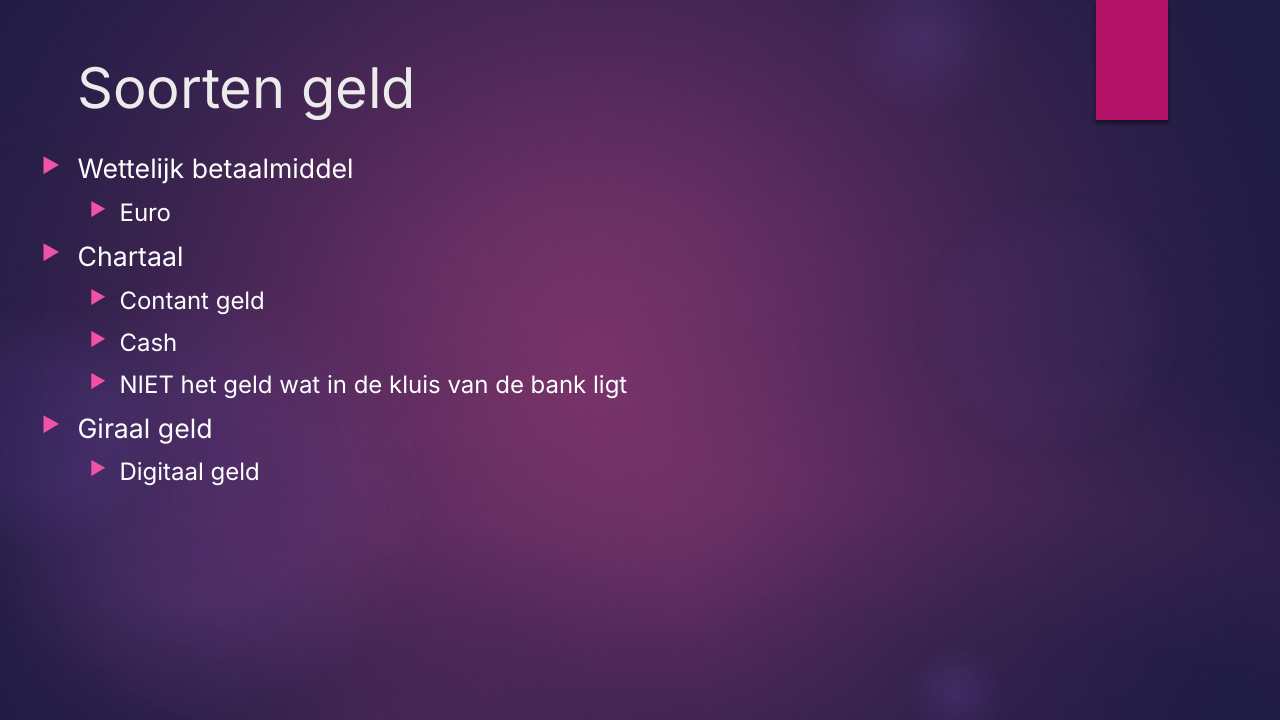 Soorten geld
Wettelijk betaalmiddel
Euro
Chartaal
Contant geld
Cash
NIET het geld wat in de kluis van de bank ligt
Giraal geld
Digitaal geld